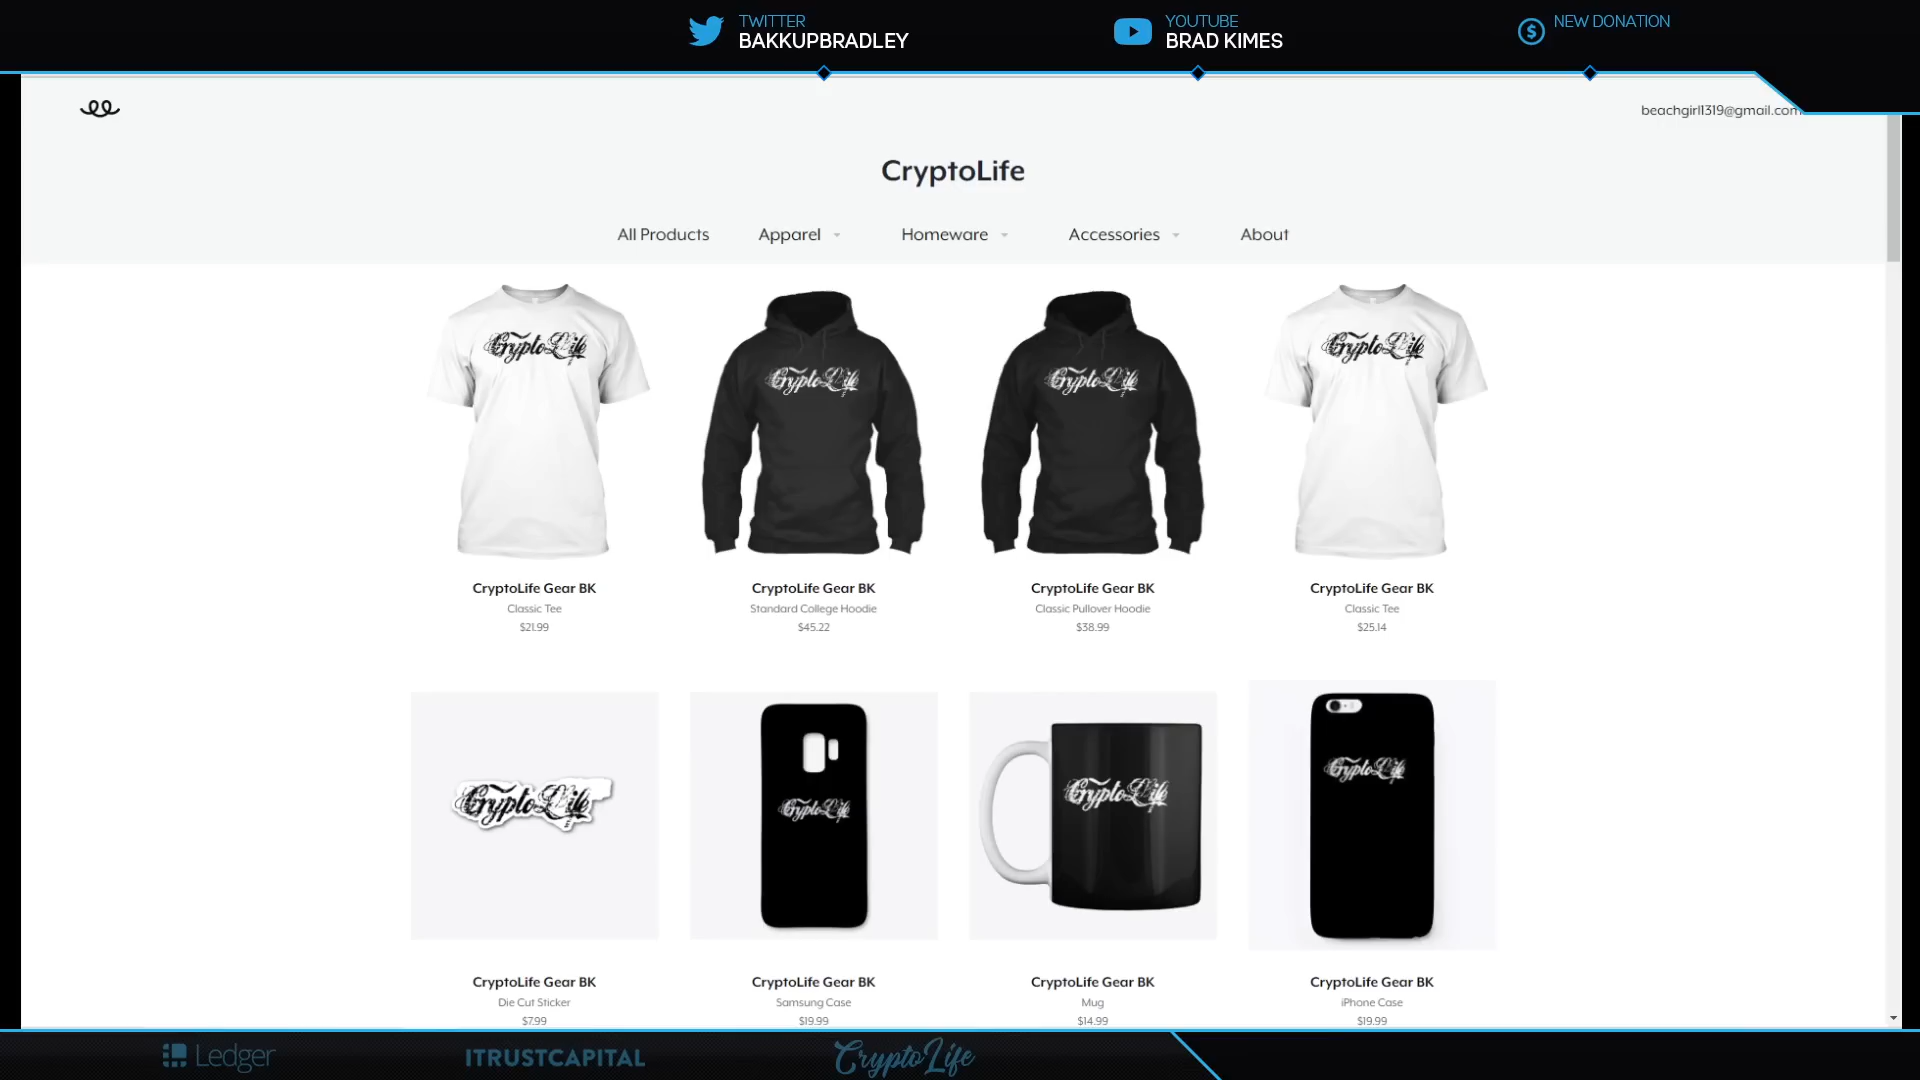 TWITTER
BAKKUPBRADLEY
YOUTUBE
BRAD KIMES
NEW DONATION
beachgirl1319@gmail.com
CryptoLife
All Products
Apparel
Homeware
Accessories
About
CryptoLife
CryptoLife
CryptoLife
CryptoLife
CryptoLife Gear BK
Classic Tee
$21.99
CryptoLife Gear BK
Standard College Hoodie
$45.22
CryptoLife Gear BK
Classic Pullover Hoodie
$38.99
CryptoLife Gear BK
Classic Tee
$25.14
CryptoLife
CryptoLife
CryptoLife
CryptoLife
CryptoLife Gear BK
Die Cut Sticker
$7.99
CryptoLife Gear BK
Samsung Case
$19.99
CryptoLife Gear BK
Mug
$14.99
CryptoLife Gear BK
iPhone Case
$19.99
Ledger
ITRUSTCAPITAL
CryptoLife